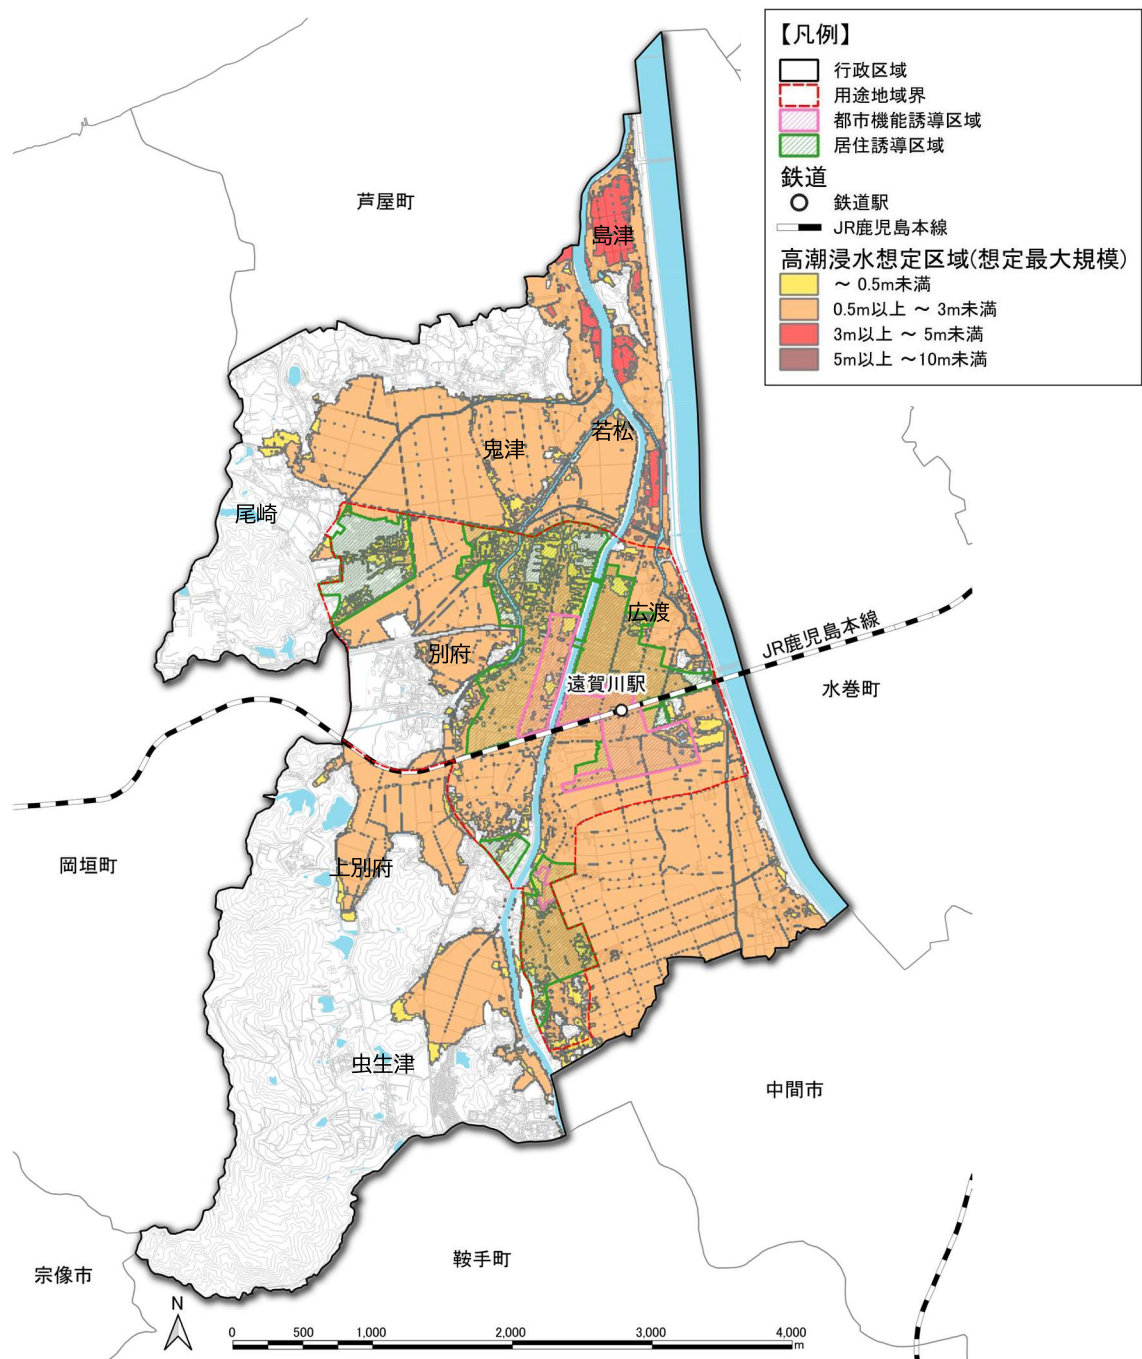 【凡例】
行政区域
用途地域界
都市機能誘導区域
居住誘導区域
鉄道
鉄道駅
JR鹿児島本線
高潮浸水想定区域(想定最大規模)
～ 0.5m未満
0.5m以上 ～ 3m未満
3m以上 ～ 5m未満
5m以上 ～10m未満
芦屋町
島津
若松
鬼津
尾崎
広渡
JR鹿児島本線
別府
遠賀川駅
水巻町
岡垣町
上別府
虫生津
中間市
鞍手町
宗像市
N
0 500 1,000 2,000 3,000 4,000
m